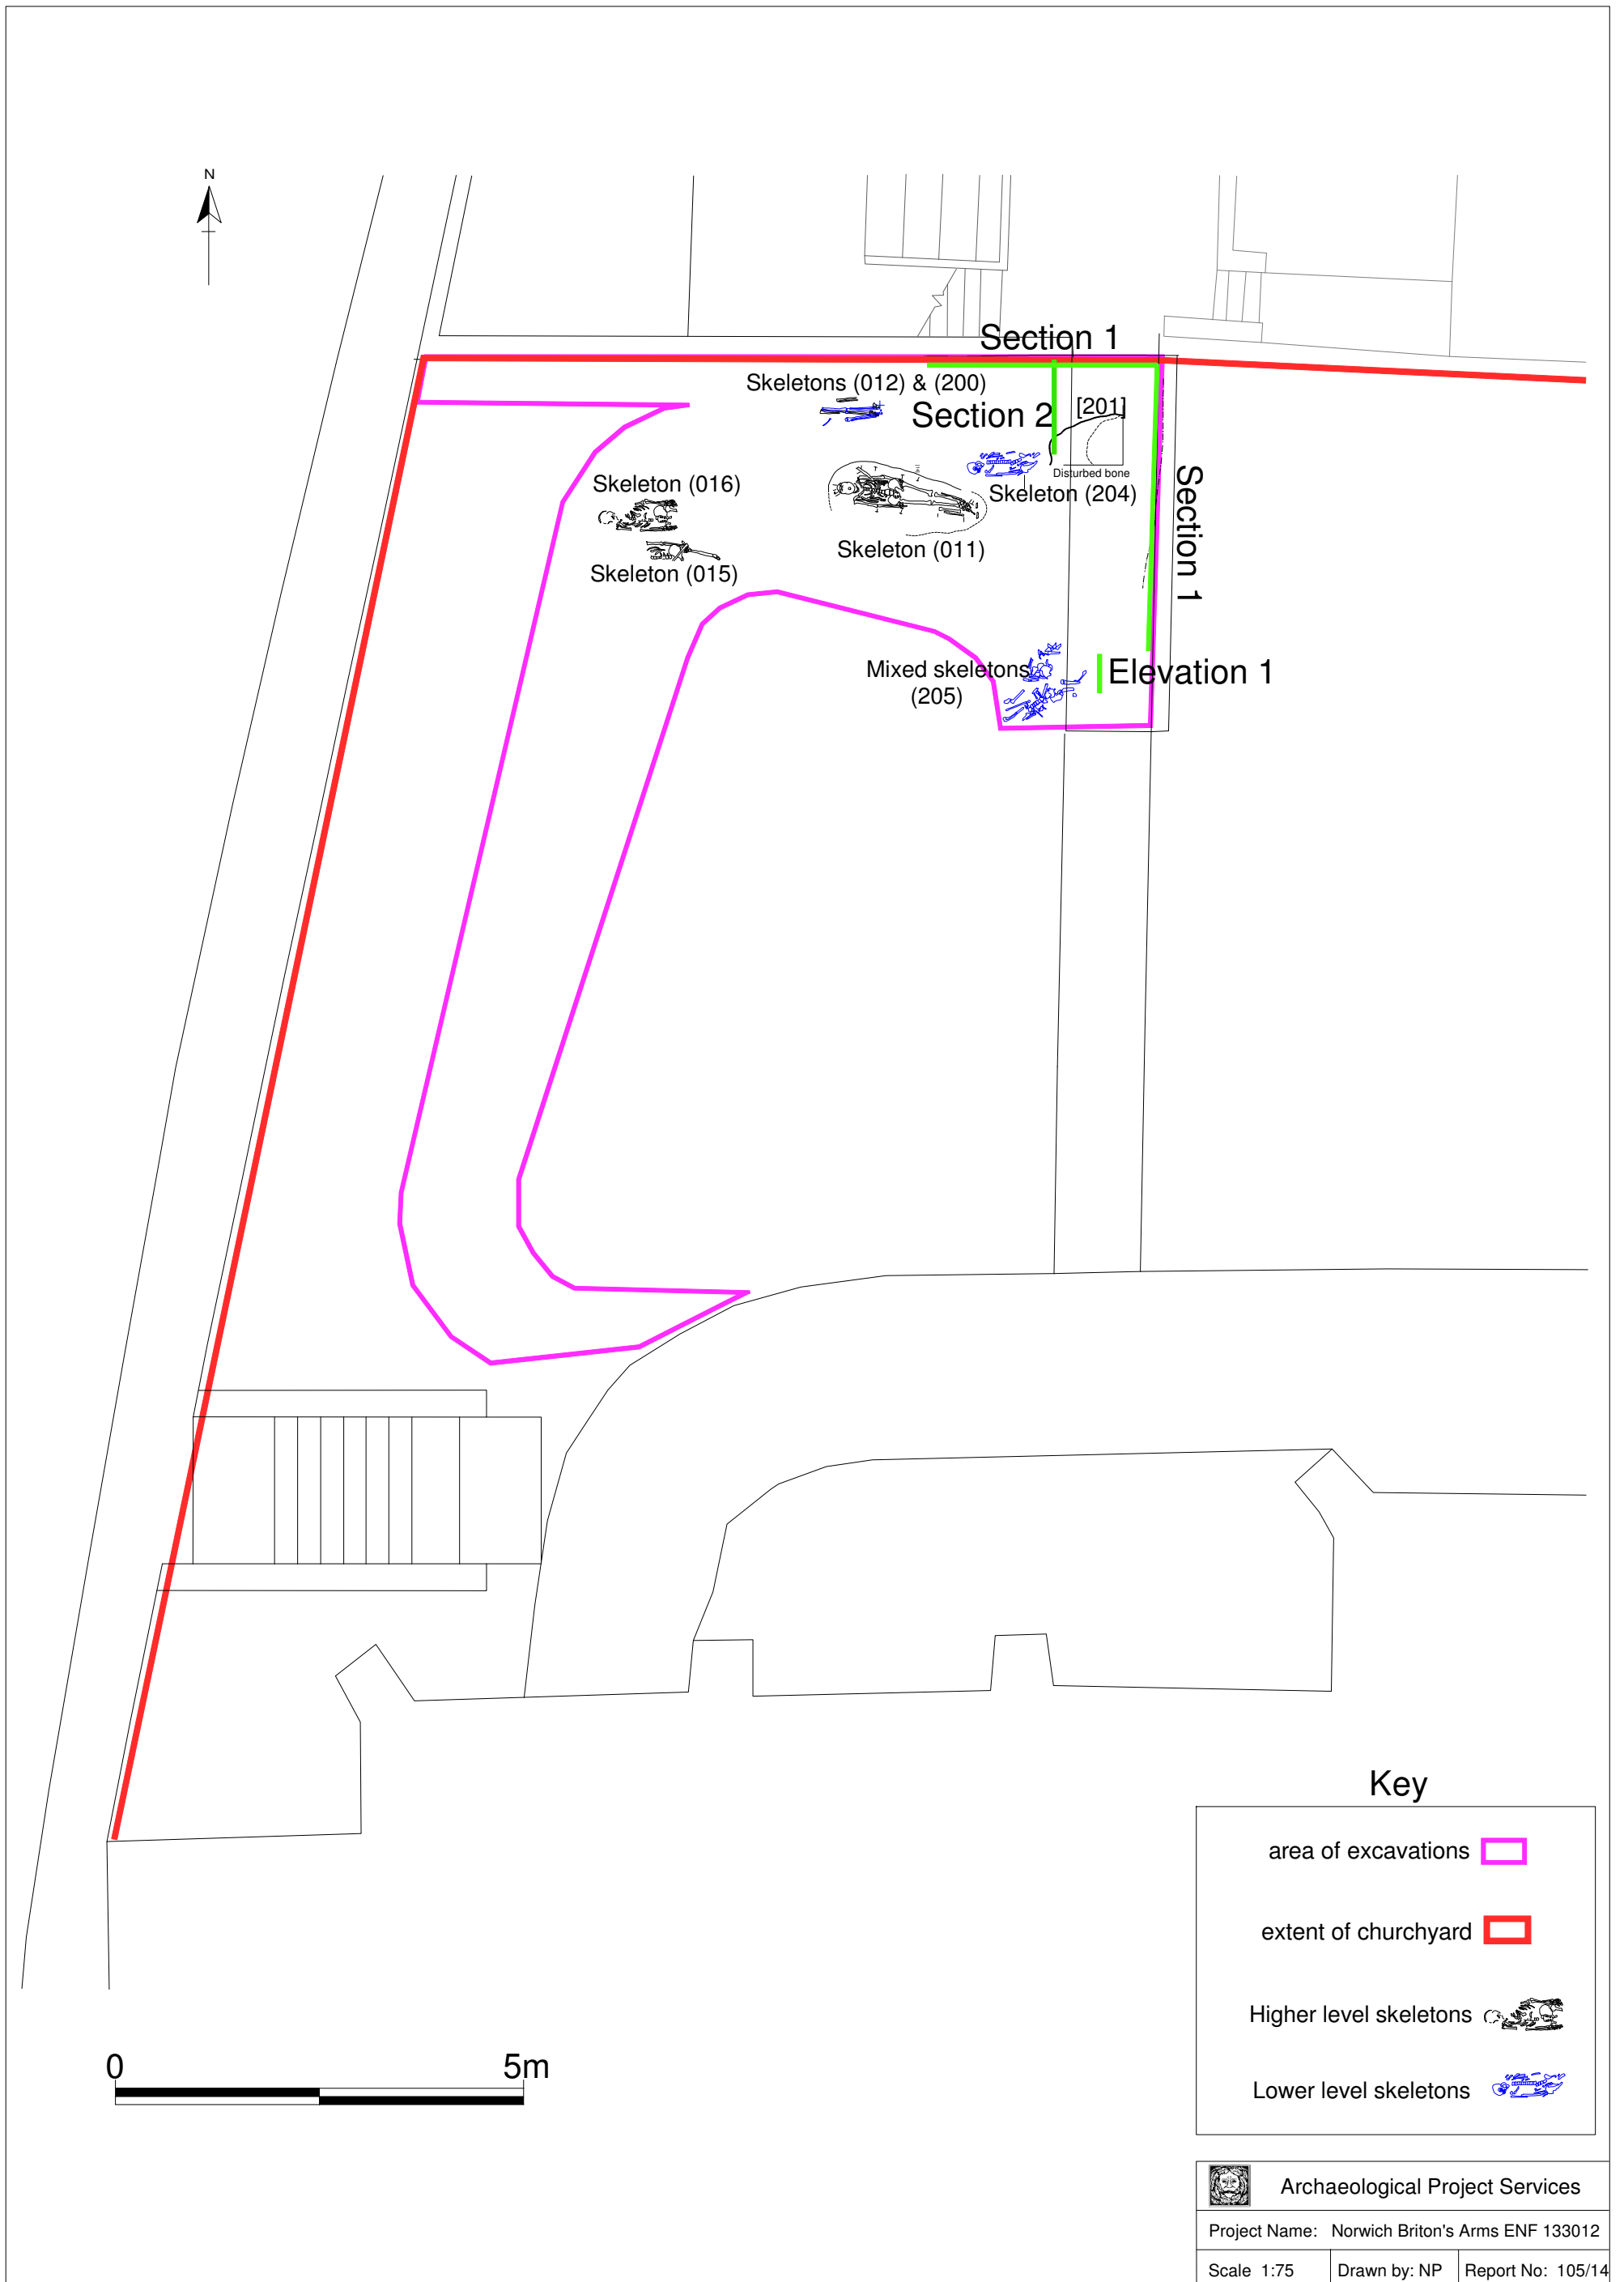 N
Section 1
Skeletons (012) & (200)
Section 2
[201]
Disturbed bone
Skeleton (204)
Section 1
Skeleton (016)
Skeleton (011)
Skeleton (015)
Mixed skeletons
(205)
Elevation 1
Key
area of excavations
extent of churchyard
Higher level skeletons
Lower level skeletons
0 5m
Archaeological Project Services
Project Name: Norwich Briton's Arms ENF 133012
Scale 1:75 Drawn by: NP Report No: 105/14